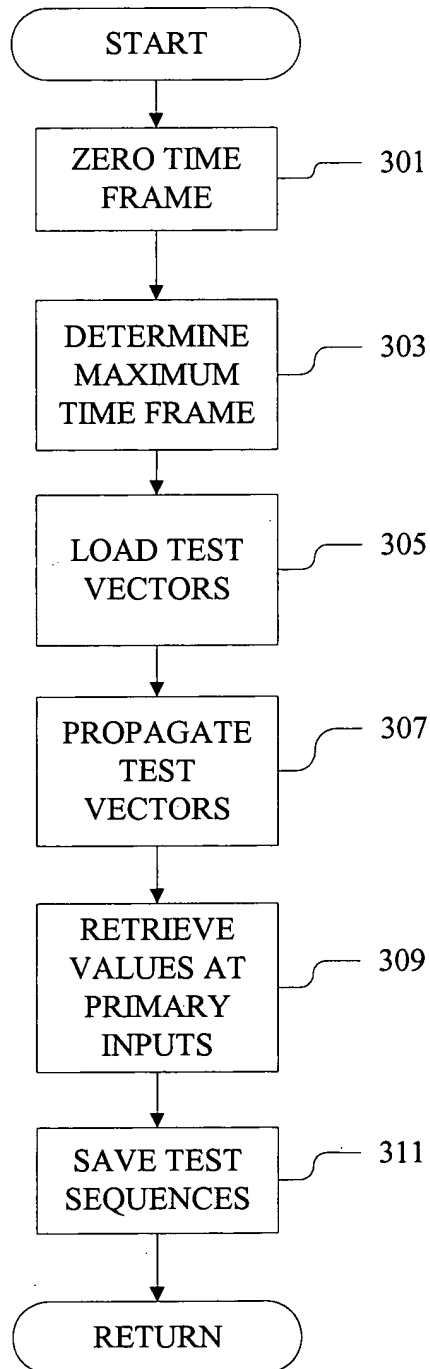 START
ZERO TIME
FRAME
301
DETERMINE
MAXIMUM
TIME FRAME
303
LOAD TEST
VECTORS
305
PROPAGATE
TEST
VECTORS
307
RETRIEVE
VALUES AT
PRIMARY
INPUTS
309
SAVE TEST
SEQUENCES
311
RETURN